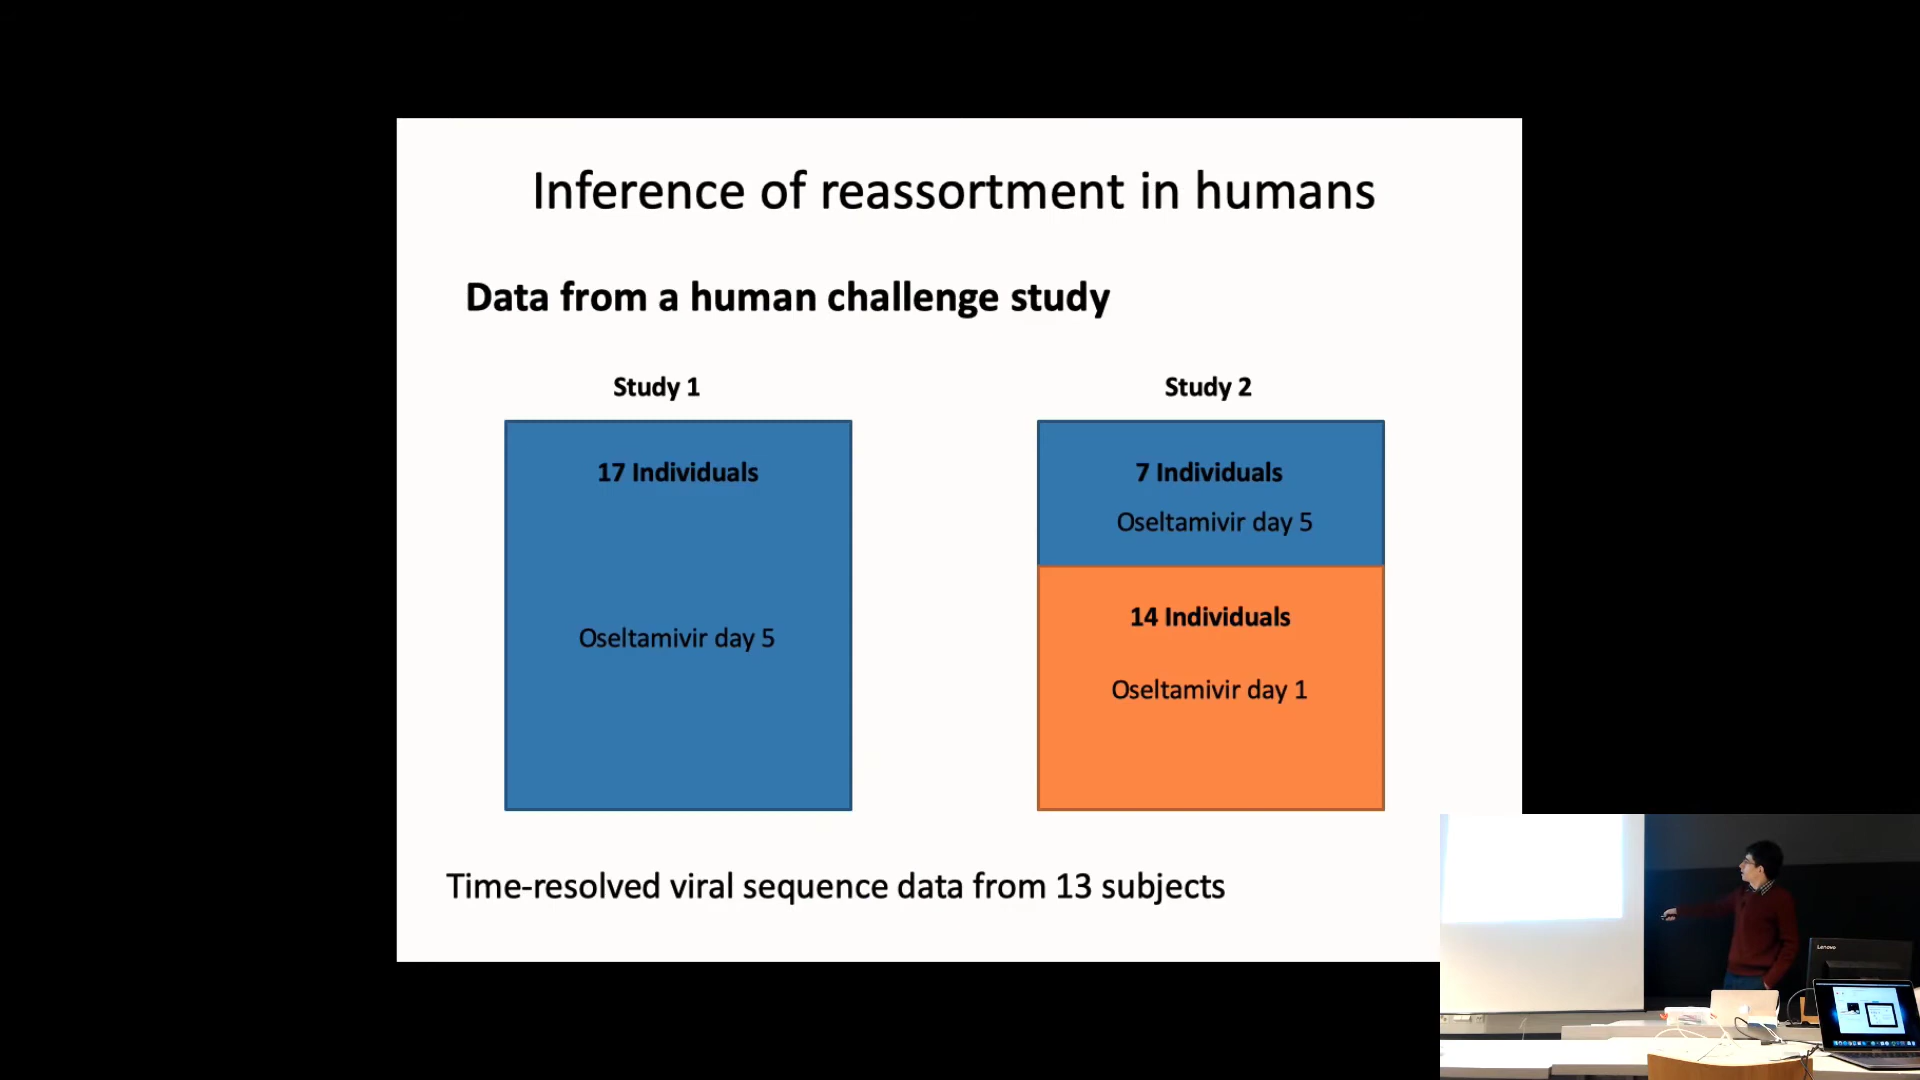 Inference of reassortment in humans
Data from a human challenge study
Study 1
Study 2
17 Individuals
Oseltamivir day 5
7 Individuals
Oseltamivir day 5
14 Individuals
Oseltamivir day 1
Time-resolved viral sequence data from 13 subjects
Lenovo